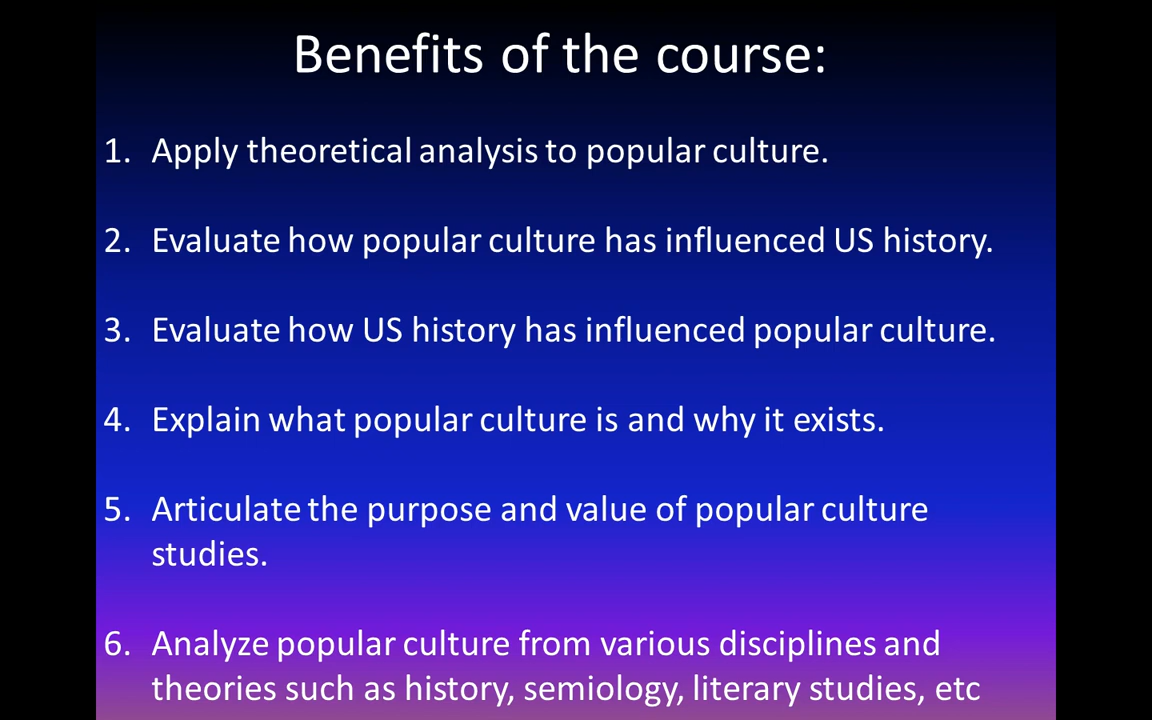 Benefits of the course:
1. Apply theoretical analysis to popular culture.
2. Evaluate how popular culture has influenced US history.
3. Evaluate how US history has influenced popular culture.
4. Explain what popular culture is and why it exists.
5. Articulate the purpose and value of popular culture
studies.
6. Analyze popular culture from various disciplines and
theories such as history, semiology, literary studies, etc